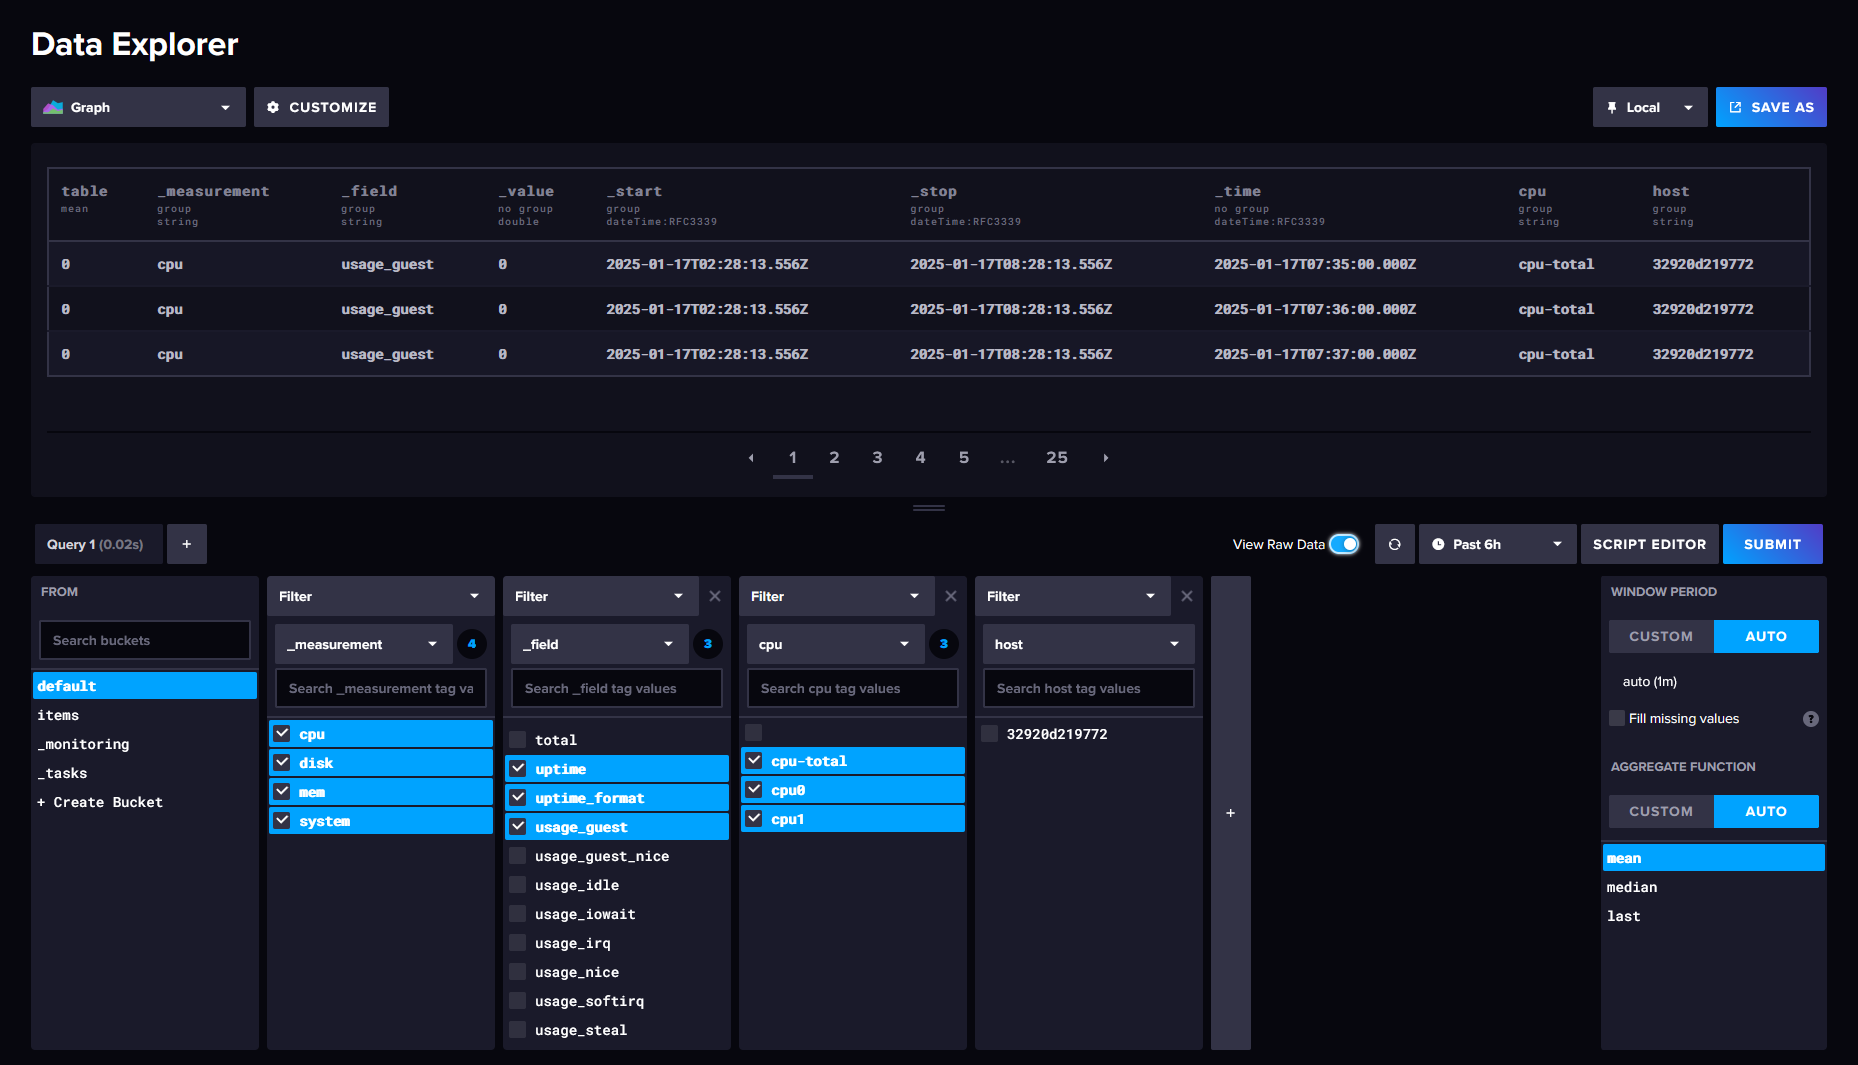 Data Explorer
Graph
CUSTOMIZE
Local
SAVE AS
table _measurement _field _value _start _stop _time cpu host
mean group group no group group group no group group group
string string double dateTime:RFC3339 dateTime:RFC3339 dateTime:RFC3339 string string
0 cpu usage_guest 0 2025-01-17T02:28:13.556Z 2025-01-17T08:28:13.556Z 2025-01-17T07:35:00.000Z cpu-total 32920d219772
0 cpu usage_guest 0 2025-01-17T02:28:13.556Z 2025-01-17T08:28:13.556Z 2025-01-17T07:36:00.000Z cpu-total 32920d219772
0 cpu usage_guest 0 2025-01-17T02:28:13.556Z 2025-01-17T08:28:13.556Z 2025-01-17T07:37:00.000Z cpu-total 32920d219772
1 2 3 4 5 ... 25
Query 1 (0.02s)
+
View Raw Data
Past 6h
SCRIPT EDITOR
SUBMIT
FROM
Search buckets
default
items
_monitoring
_tasks
+ Create Bucket
Filter
_measurement
4
Search _measurement tag va
cpu
disk
mem
system
Filter
_field
3
Search _field tag values
total
uptime
uptime_format
usage_guest
usage_guest_nice
usage_idle
usage_iowait
usage_irq
usage_nice
usage_softirq
usage_steal
Filter
cpu
3
Search cpu tag values
cpu-total
cpu0
cpu1
Filter
host
Search host tag values
32920d219772
+
WINDOW PERIOD
CUSTOM
AUTO
auto (1m)
Fill missing values
?
AGGREGATE FUNCTION
CUSTOM
AUTO
mean
median
last